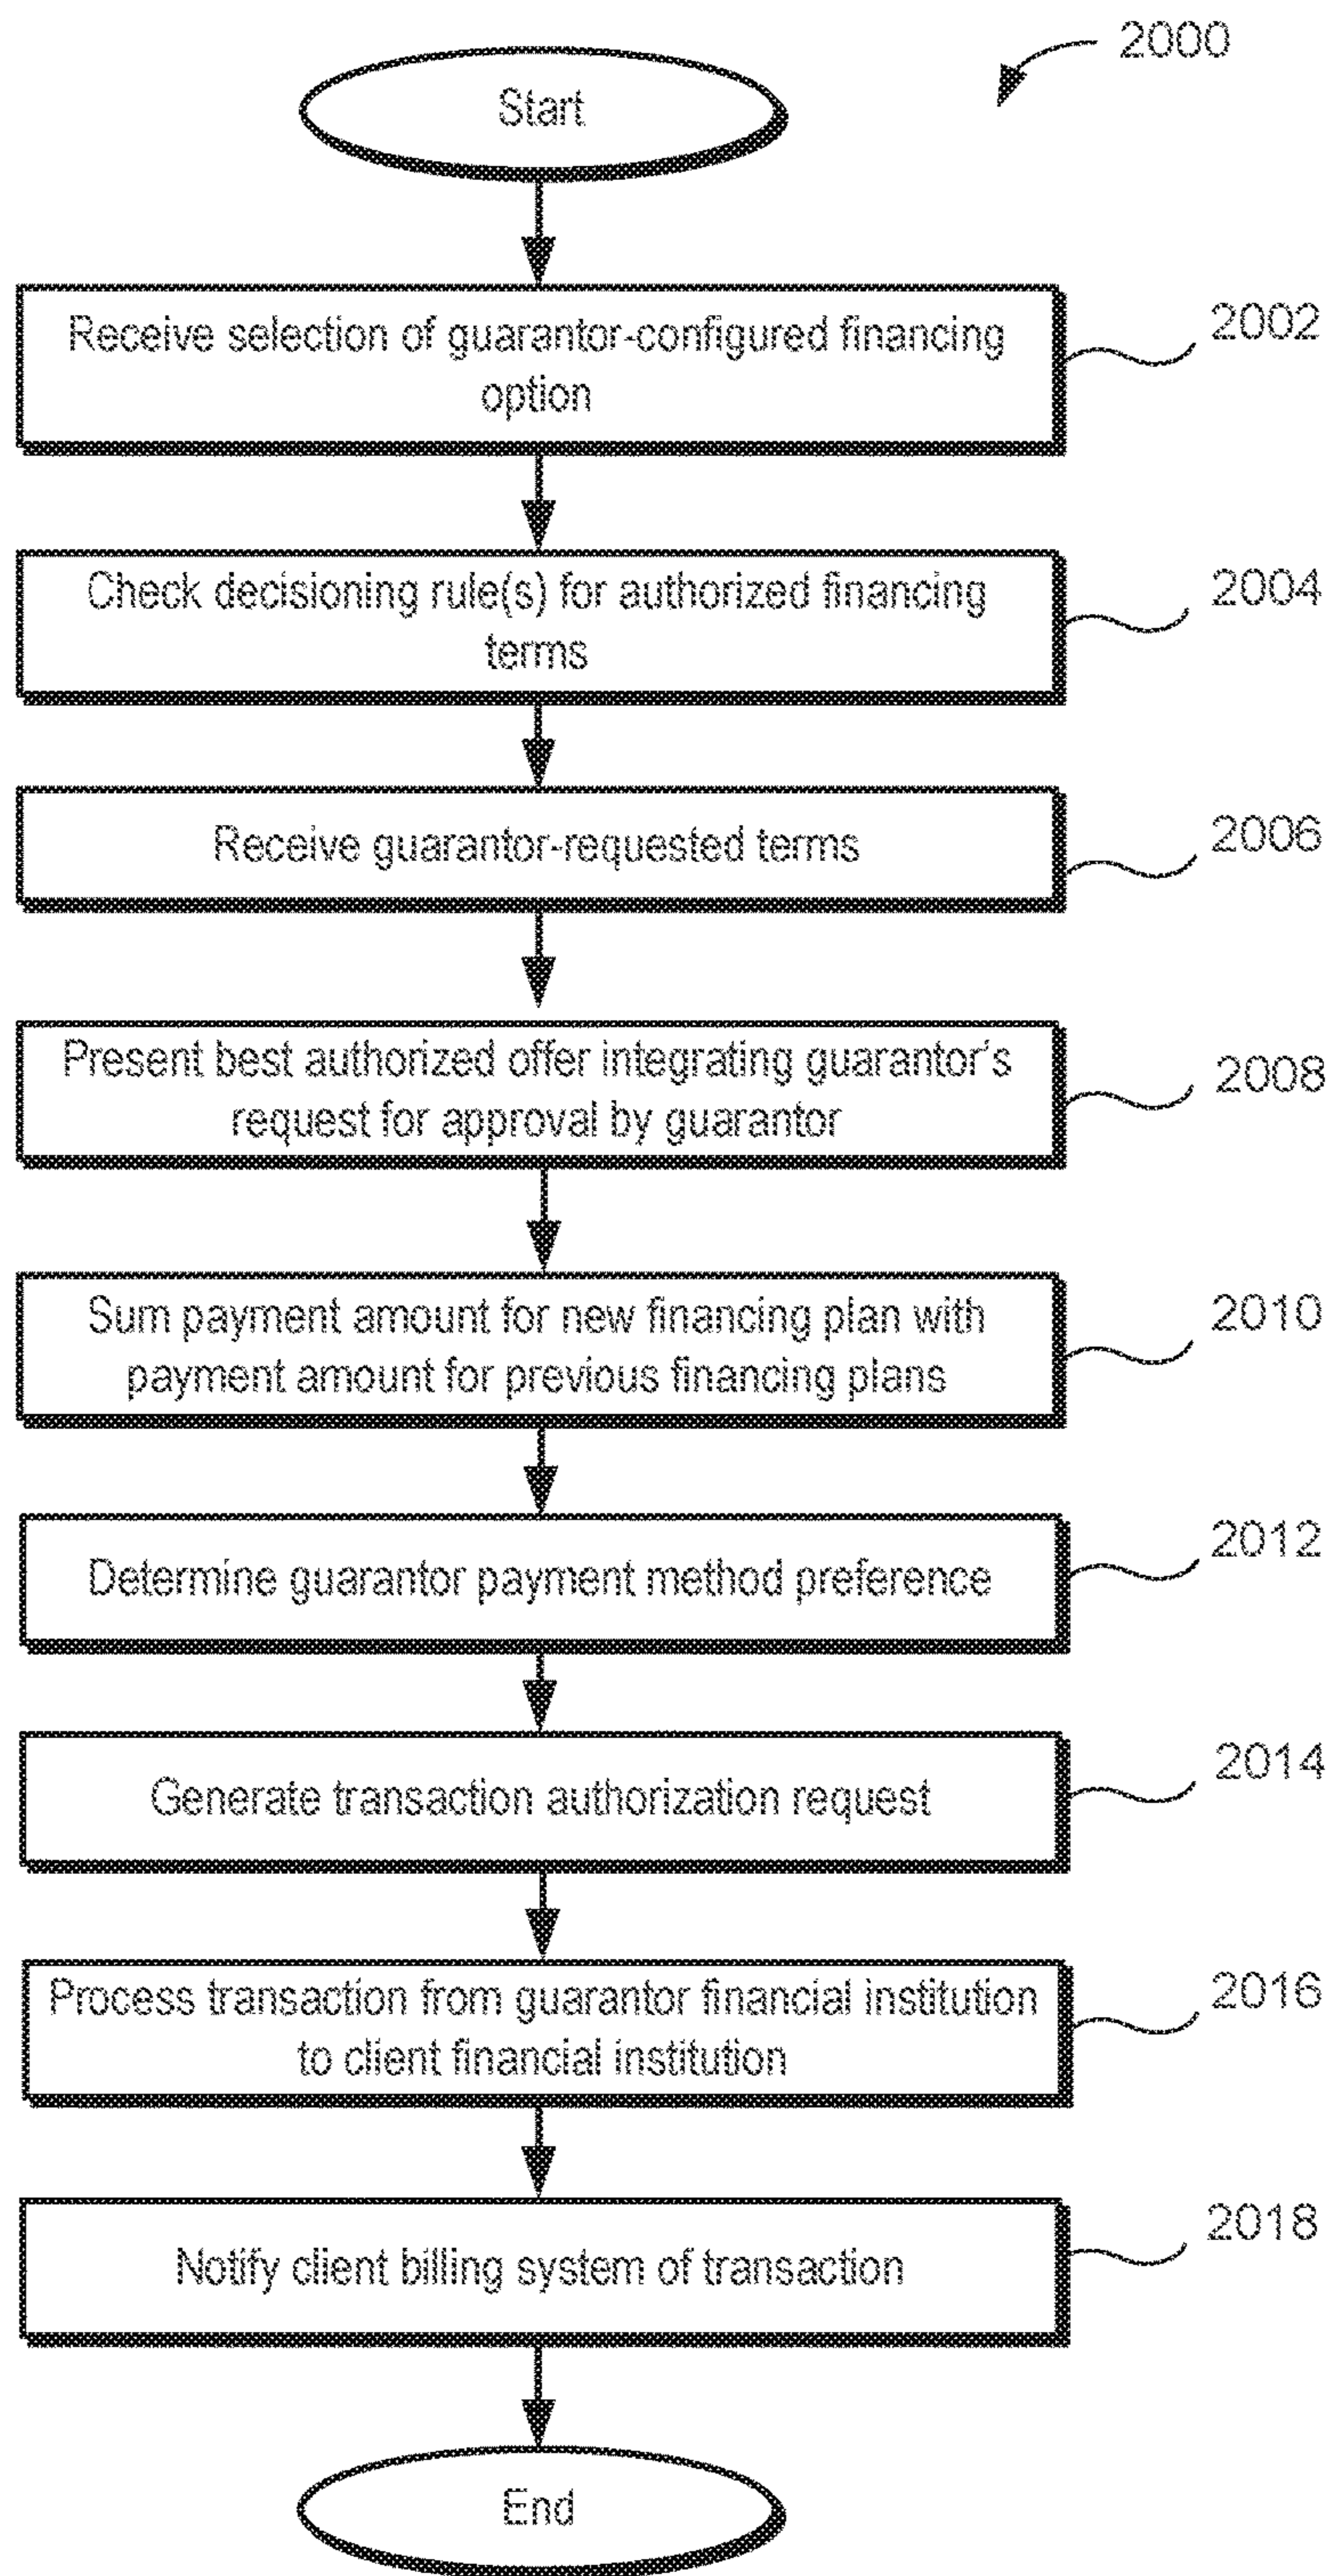 2000
Start
Receive selection of guarantor-configured financing
option
2002
Check decisioning rule(s) for authorized financing
terms
2004
Receive guarantor-requested terms
2006
Present best authorized offer integrating guarantor's
request for approval by guarantor
2008
Sum payment amount for new financing plan with
payment amount for previous financing plans
2010
Determine guarantor payment method preference
2012
Generate transaction authorization request
2014
Process transaction from guarantor financial institution
to client financial institution
2016
Notify client billing system of transaction
2018
End